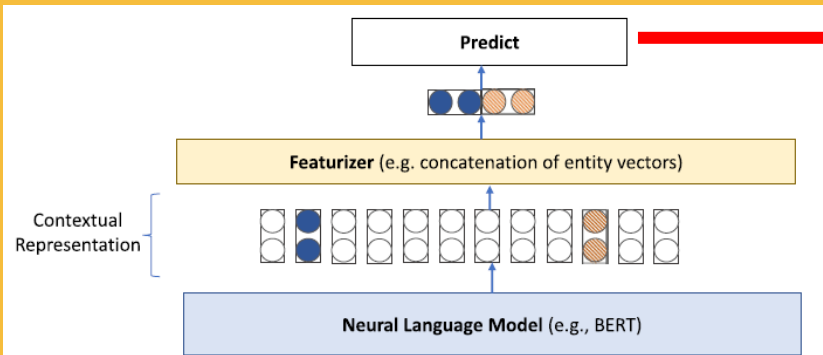 Predict
Featurizer (e.g. concatenation of entity vectors)
Contextual
Representation
Neural Language Model (e.g., BERT)